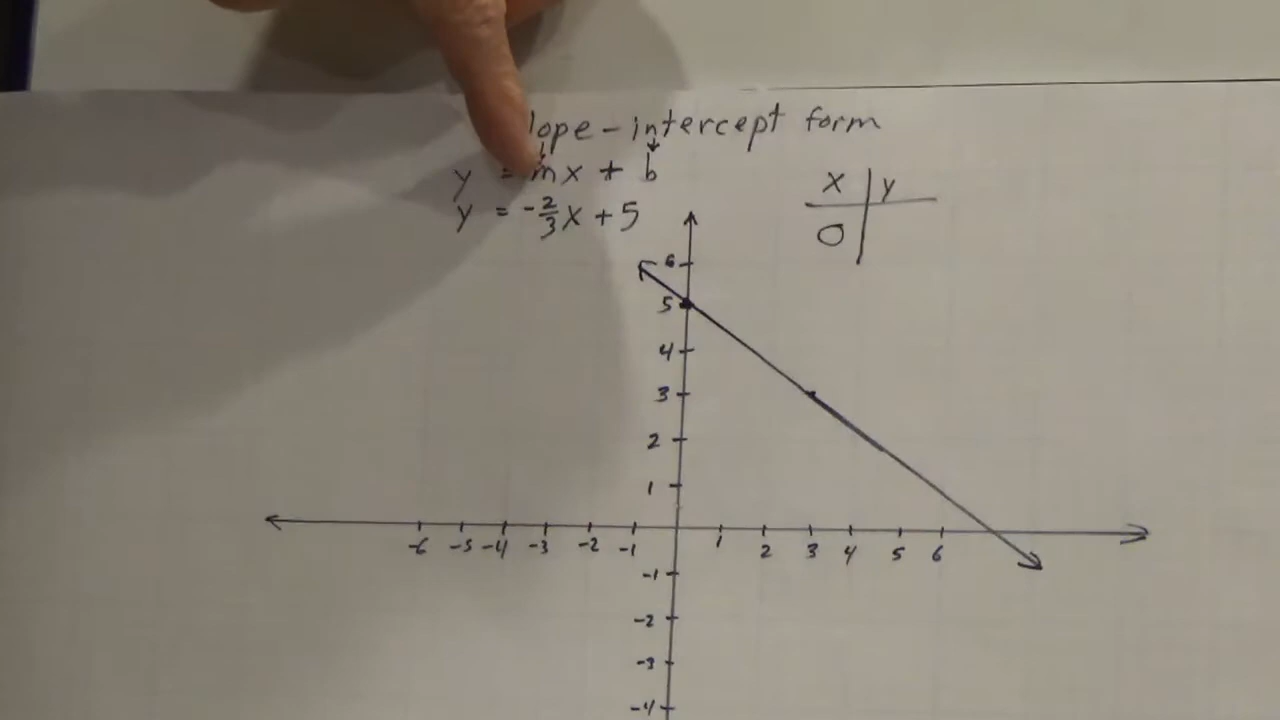 lope - intercept form
y = mx + b
y = -2/3x + 5
x y
0
6
5
4
3
2
1
-6 -5 -4 -3 -2 -1 1 2 3 4 5 6
-1
-2
-3
-4